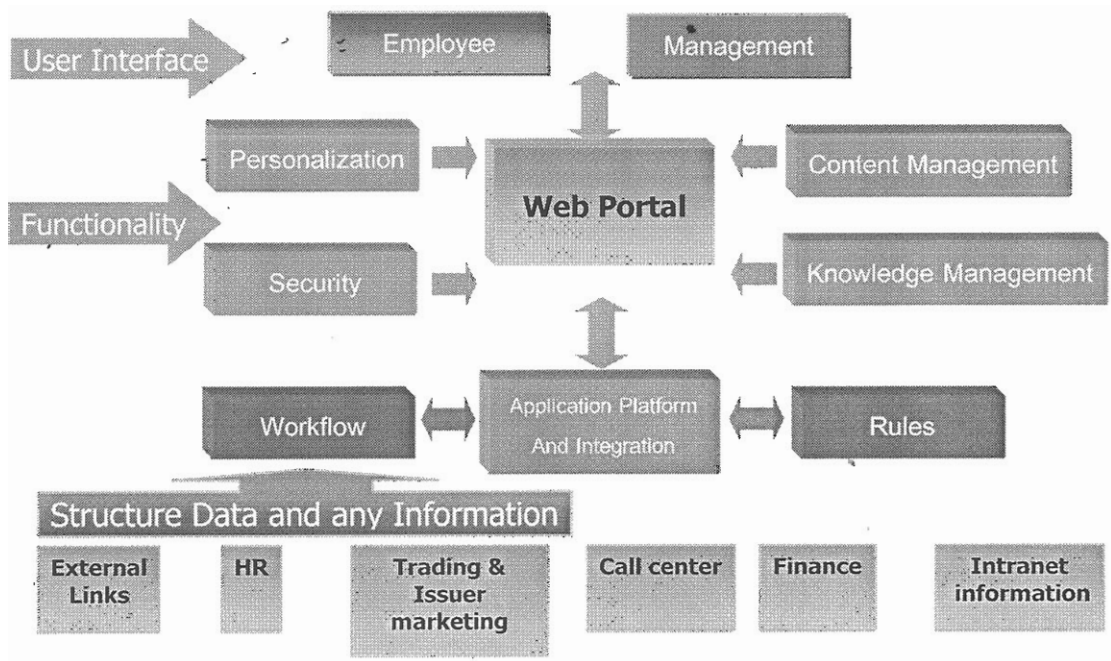 User Interface
Employee
Management
Personalization
Content Management
Web Portal
Functionality
Security
Knowledge Management
Workflow
Application Platform
And Integration
Rules
Structure Data and any Information
External
Links
HR
Trading &
Issuer
marketing
Call center
Finance
Intranet
information